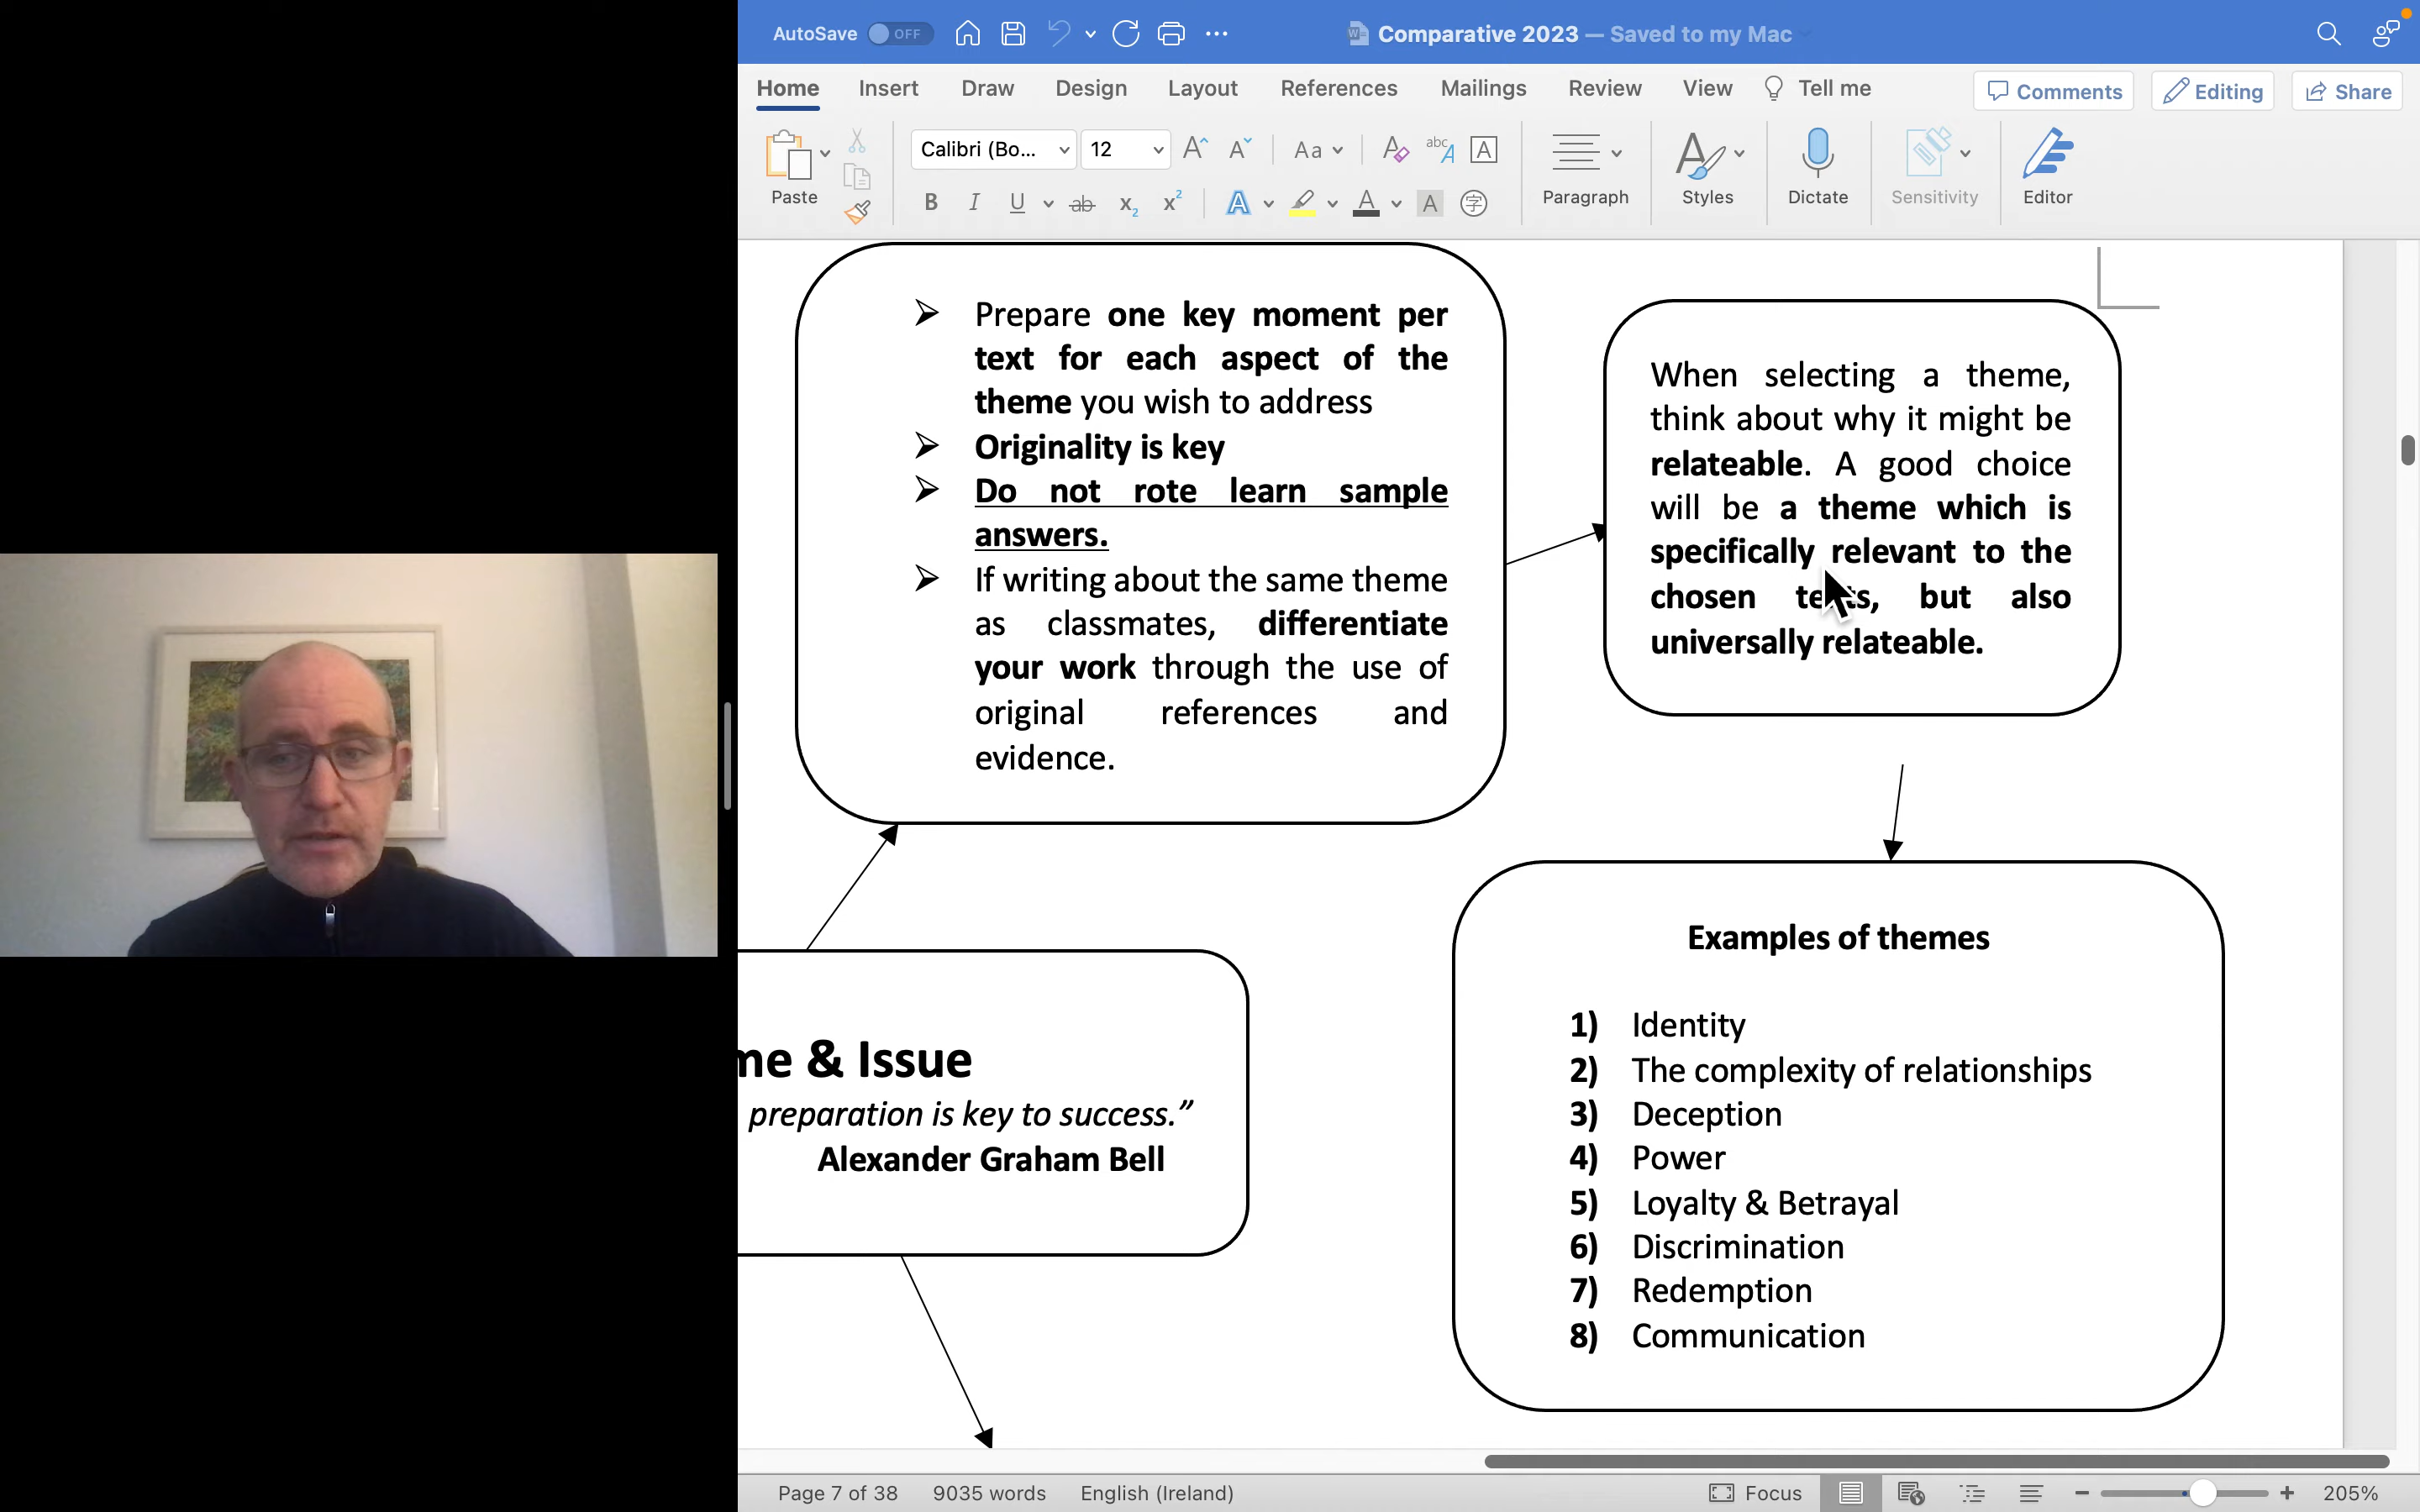 AutoSave OFF
Comparative 2023 — Saved to my Mac
Home Insert Draw Design Layout References Mailings Review View Tell me
Comments Editing Share
Paste
Calibri (Bo... 12
Paragraph Styles Dictate Sensitivity Editor
➢ Prepare one key moment per
text for each aspect of the
theme you wish to address
➢ Originality is key
➢ Do not rote learn sample
answers.
➢ If writing about the same theme
as classmates, differentiate
your work through the use of
original references and
evidence.
When selecting a theme,
think about why it might be
relateable. A good choice
will be a theme which is
specifically relevant to the
chosen texts, but also
universally relateable.
me & Issue
preparation is key to success.”
Alexander Graham Bell
Examples of themes
1) Identity
2) The complexity of relationships
3) Deception
4) Power
5) Loyalty & Betrayal
6) Discrimination
7) Redemption
8) Communication
Page 7 of 38 9035 words English (Ireland)
Focus 205%